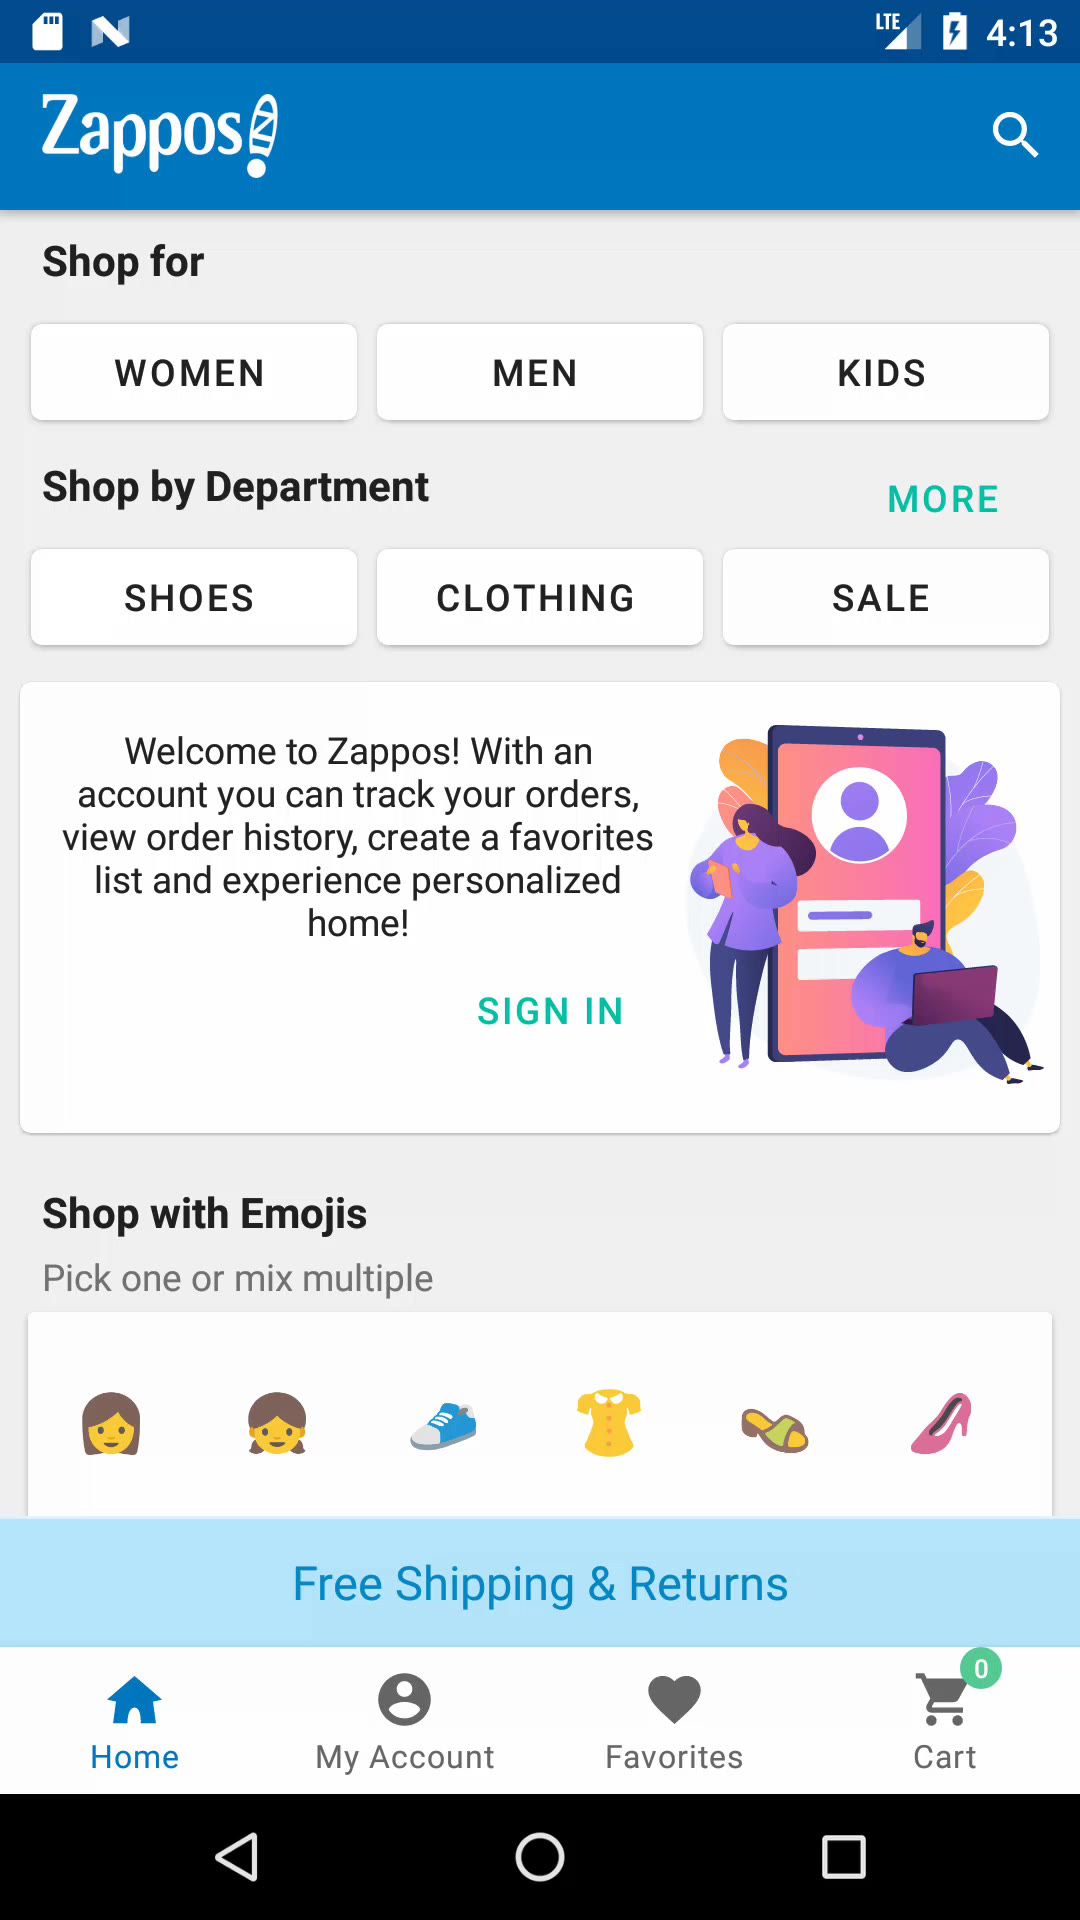 LTE 4:13
Zappos
Shop for
WOMEN MEN KIDS
Shop by Department MORE
SHOES CLOTHING SALE
Welcome to Zappos! With an
account you can track your orders,
view order history, create a favorites
list and experience personalized
home!
SIGN IN
Shop with Emojis
Pick one or mix multiple
Free Shipping & Returns
0
Home My Account Favorites Cart